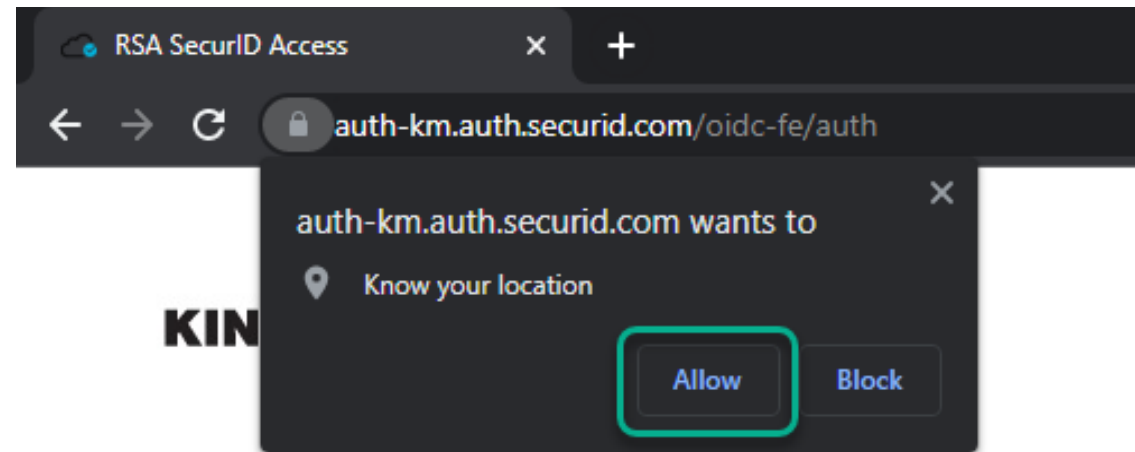 RSA SecurID Access
auth-km.auth.securid.com/oidc-fe/auth
auth-km.auth.securid.com wants to
Know your location
KIN
Allow Block